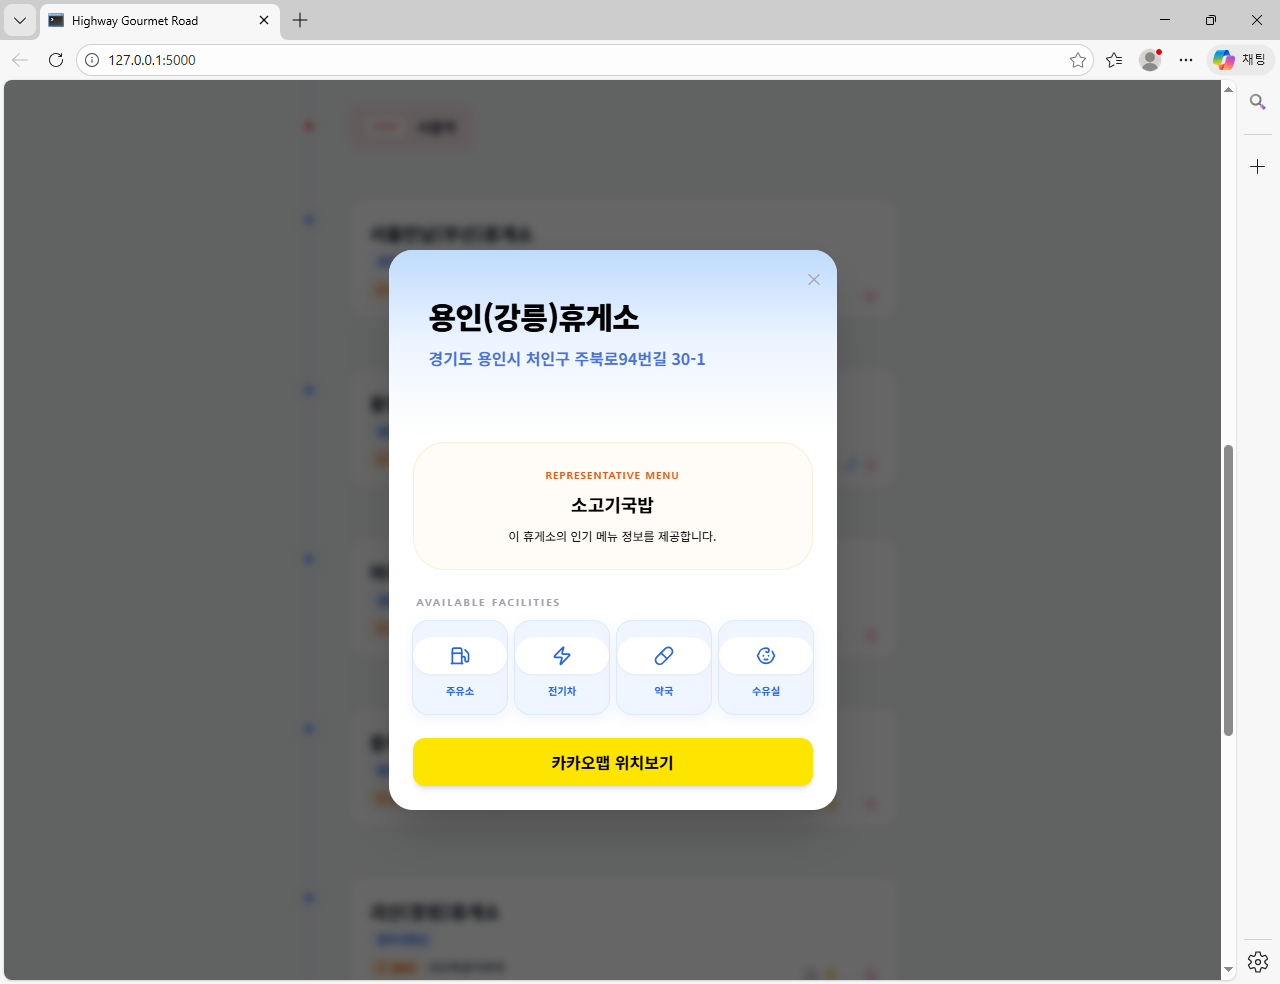 Highway Gourmet Road
127.0.0.1:5000
채팅
용인(강릉)휴게소
경기도 용인시 처인구 주북로94번길 30-1
REPRESENTATIVE MENU
소고기국밥
이 휴게소의 인기 메뉴 정보를 제공합니다.
AVAILABLE FACILITIES
주유소
전기차
약국
수유실
카카오맵 위치보기